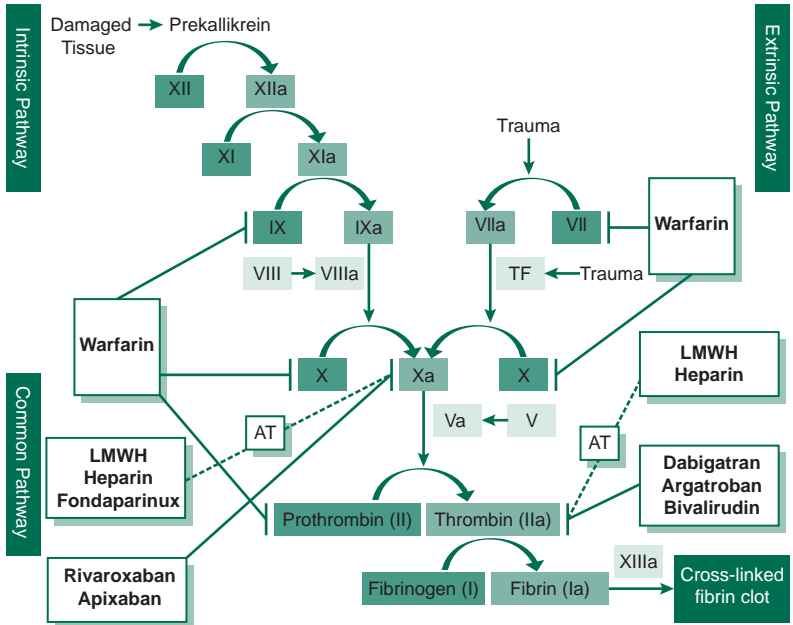 Intrinsic Pathway
Damaged
Tissue
Prekallikrein
XII
XIIa
XI
XIa
IX
IXa
VIII
VIIIa
Extrinsic Pathway
Trauma
VIIa
VII
TF
Trauma
Warfarin
Warfarin
X
Xa
X
LMWH
Heparin
Common Pathway
AT
Va
V
AT
LMWH
Heparin
Fondaparinux
Dabigatran
Argatroban
Bivalirudin
Prothrombin (II)
Thrombin (IIa)
Rivaroxaban
Apixaban
Fibrinogen (I)
Fibrin (Ia)
XIIIa
Cross-linked
fibrin clot